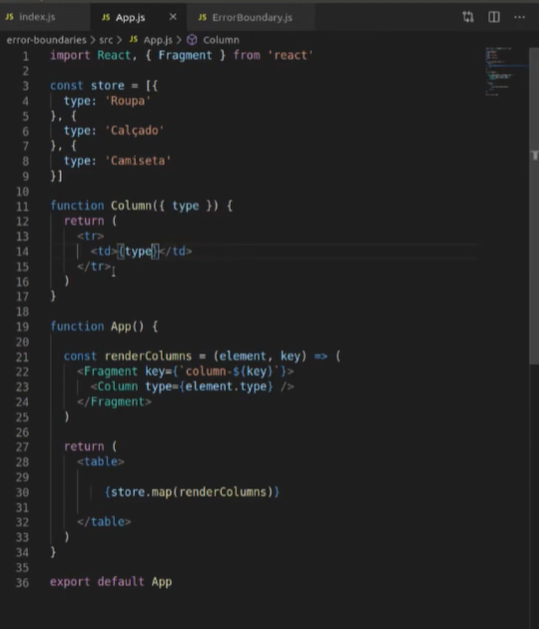 index.js App.js ErrorBoundary.js
error-boundaries > src > App.js > Column
1 import React, { Fragment } from 'react'
2
3 const store = [{
4 type: 'Roupa'
5 }, {
6 type: 'Calçado'
7 }, {
8 type: 'Camiseta'
9 }]
10
11 function Column({ type }) {
12 return (
13 <tr>
14 <td>{type}</td>
15 </tr>
16 )
17 }
18
19 function App() {
20
21 const renderColumns = (element, key) => (
22 <Fragment key={`column-${key}`}>
23 <Column type={element.type} />
24 </Fragment>
25 )
26
27 return (
28 <table>
29
30 {store.map(renderColumns)}
31
32 </table>
33 )
34 }
35
36 export default App